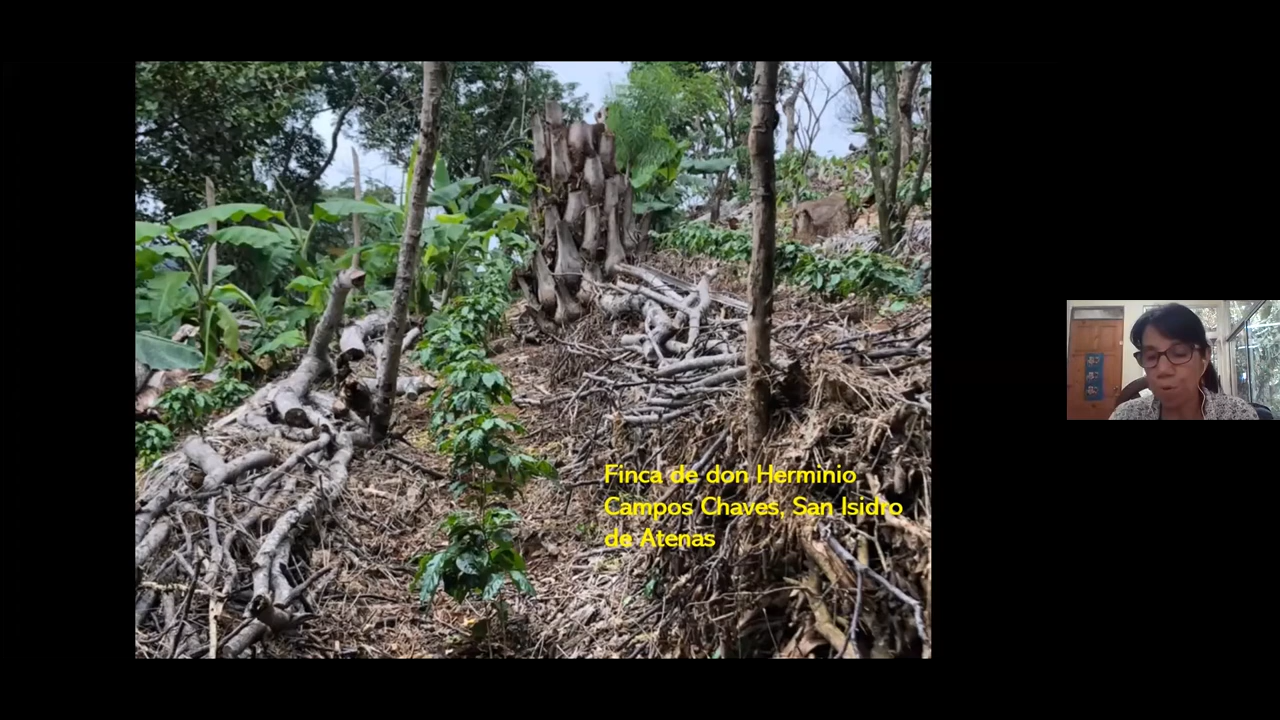 Finca de don Herminio
Campos Chaves, San Isidro
de Atenas